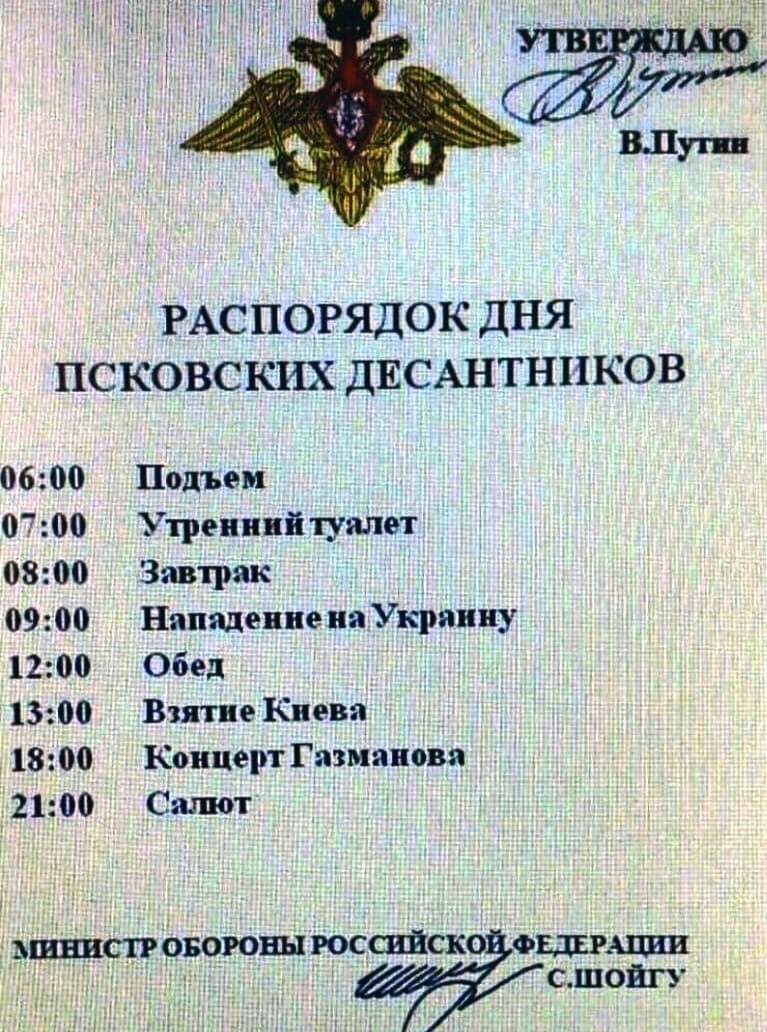 УТВЕРЖДАЮ
В.Путин
РАСПОРЯДОК ДНЯ
ПСКОВСКИХ ДЕСАНТНИКОВ
06:00 Подъем
07:00 Утренний туалет
08:00 Завтрак
09:00 Нападение на Украину
12:00 Обед
13:00 Взятие Киева
18:00 Концерт Газманова
21:00 Салют
МИНИСТР ОБОРОНЫ РОССИЙСКОЙ ФЕДЕРАЦИИ
С.ШОЙГУ